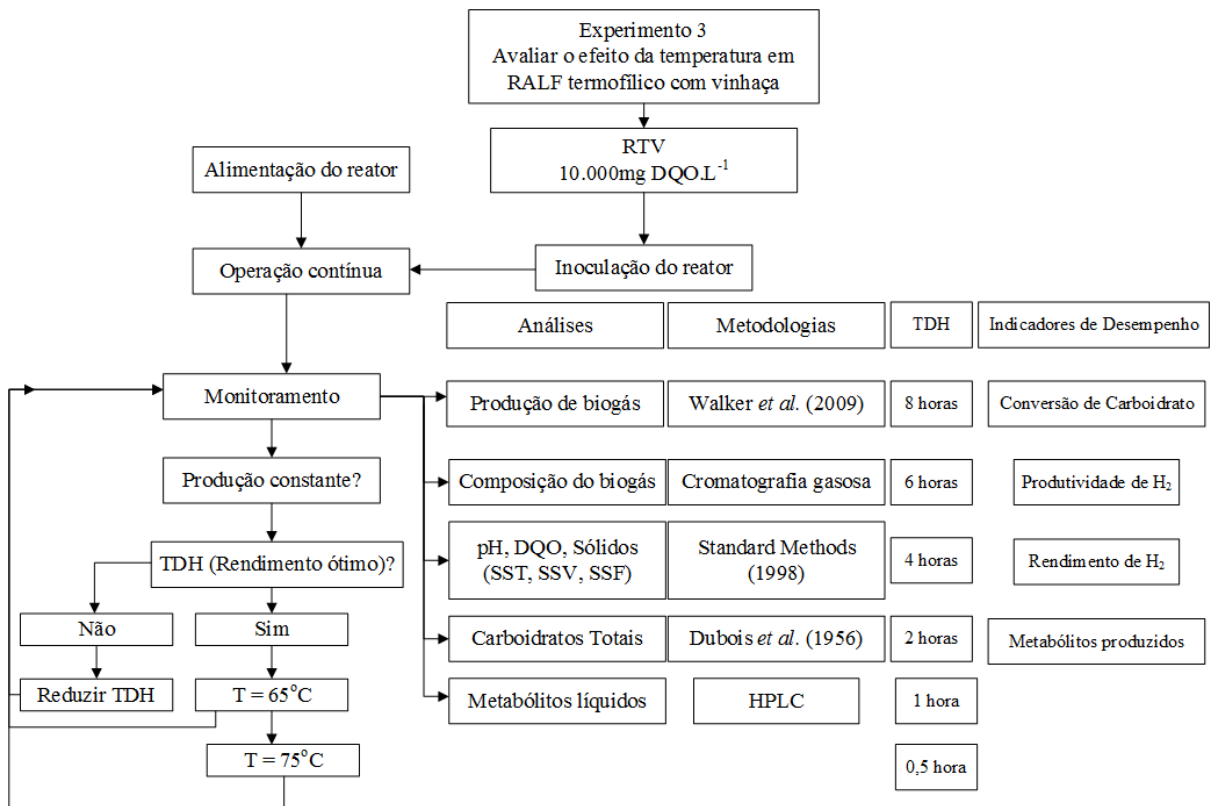 Experimento 3
Avaliar o efeito da temperatura em
RALF termofílico com vinhaça
RTV
10.000mg DQO.L⁻¹
Alimentação do reator
Operação contínua
Inoculação do reator
Análises
Metodologias
TDH
Indicadores de Desempenho
Monitoramento
Produção de biogás
Walker et al. (2009)
8 horas
Conversão de Carboidrato
Produção constante?
Composição do biogás
Cromatografia gasosa
6 horas
Produtividade de H₂
TDH (Rendimento ótimo)?
pH, DQO, Sólidos
(SST, SSV, SSF)
Standard Methods
(1998)
4 horas
Rendimento de H₂
Não
Sim
Carboidratos Totais
Dubois et al. (1956)
2 horas
Metabólitos produzidos
Reduzir TDH
T = 65°C
Metabólitos líquidos
HPLC
1 hora
T = 75°C
0,5 hora